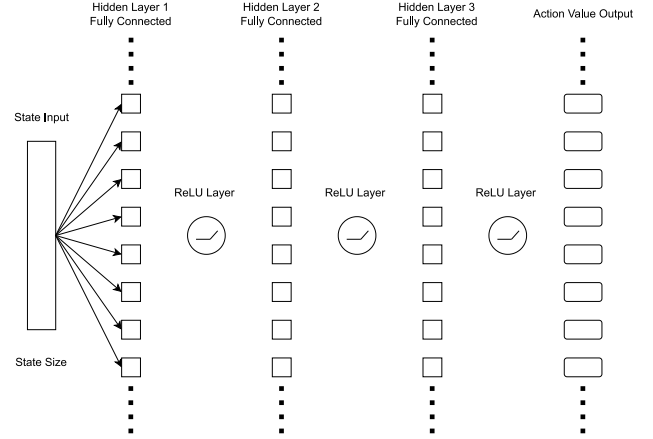 Hidden Layer 1
Fully Connected
Hidden Layer 2
Fully Connected
Hidden Layer 3
Fully Connected
Action Value Output
State Input
ReLU Layer
ReLU Layer
ReLU Layer
State Size